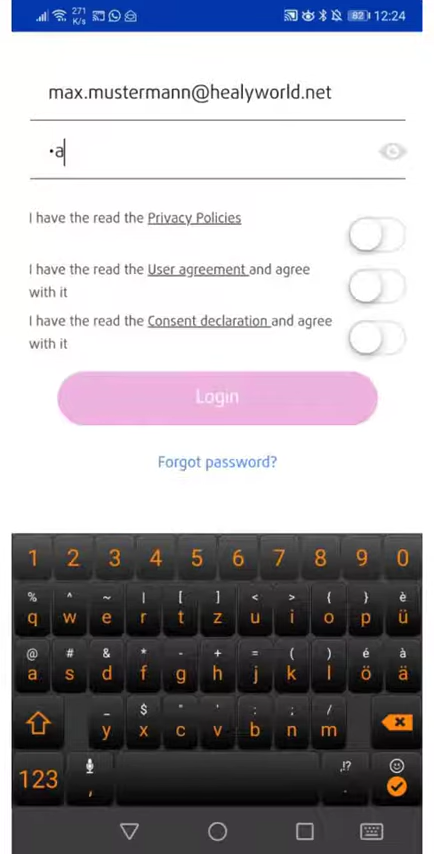 271 K/s 82 12:24
max.mustermann@healyworld.net
•a
I have the read the Privacy Policies
I have the read the User agreement and agree
with it
I have the read the Consent declaration and agree
with it
Login
Forgot password?
1 2 3 4 5 6 7 8 9 0
% ^ ~ | [ ] < > { } è
q w e r t z u i o p ü
@ # & * - + = ( ) é à
a s d f g h j k l ö ä
_ $ " ' : ; /
y x c v b n m
123 , ,!? .